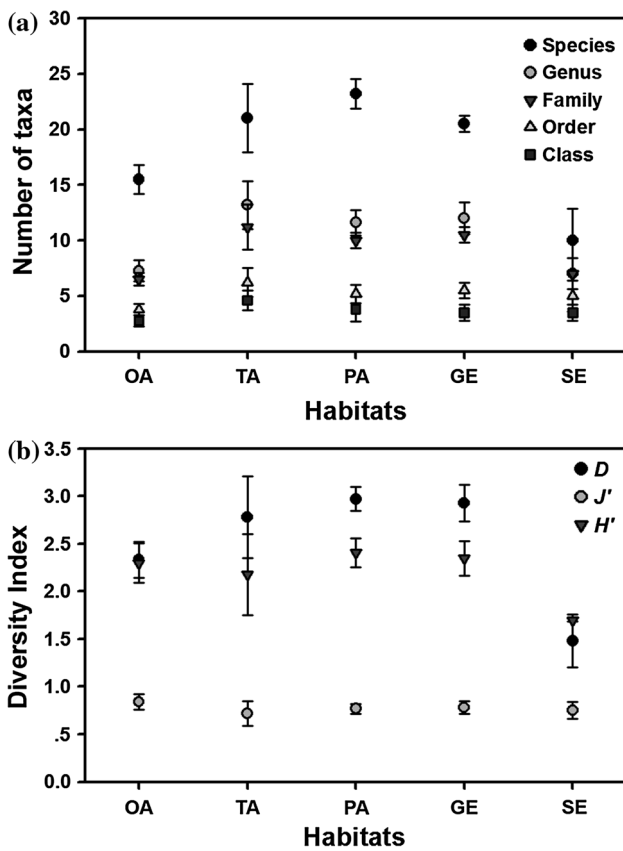 (a)
30
25
20
15
10
5
0
Number of taxa
Species
Genus
Family
Order
Class
OA TA PA GE SE
Habitats
(b)
3.5
3.0
2.5
2.0
1.5
1.0
.5
0.0
Diversity Index
D
J'
H'
OA TA PA GE SE
Habitats